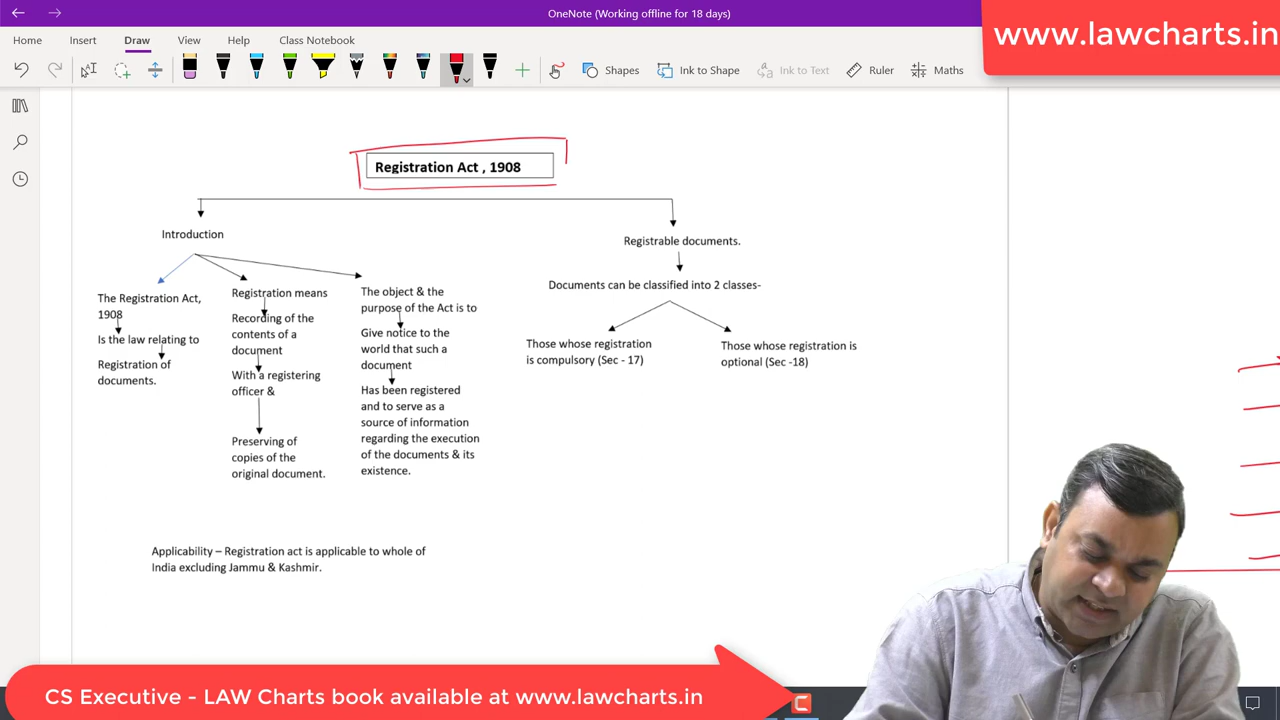 OneNote (Working offline for 18 days)
www.lawcharts.in
Home Insert Draw View Help Class Notebook
Shapes Ink to Shape Ink to Text Ruler Maths
Registration Act , 1908
Introduction
The Registration Act,
1908
Is the law relating to
Registration of
documents.
Registration means
Recording of the
contents of a
document
With a registering
officer &
Preserving of
copies of the
original document.
The object & the
purpose of the Act is to
Give notice to the
world that such a
document
Has been registered
and to serve as a
source of information
regarding the execution
of the documents & its
existence.
Registrable documents.
Documents can be classified into 2 classes-
Those whose registration
is compulsory (Sec - 17)
Those whose registration is
optional (Sec -18)
Applicability – Registration act is applicable to whole of
India excluding Jammu & Kashmir.
CS Executive - LAW Charts book available at www.lawcharts.in